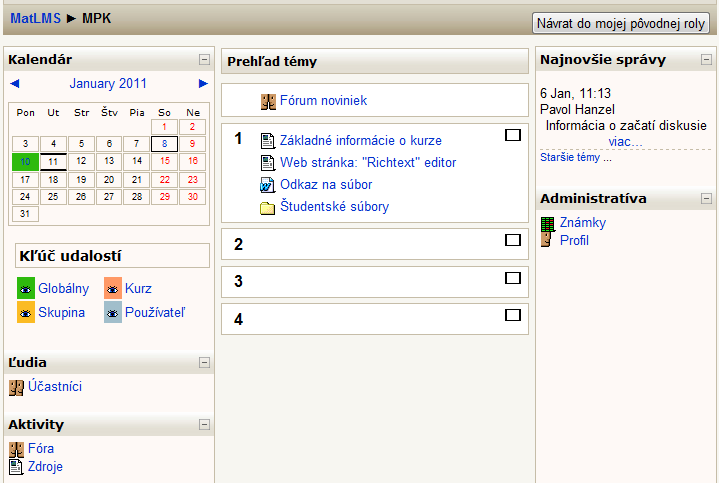 MatLMS ► MPK
Návrat do mojej pôvodnej roly
Kalendár
◄ January 2011 ►
Pon Ut Str Štv Pia So Ne
1 2
3 4 5 6 7 8 9
10 11 12 13 14 15 16
17 18 19 20 21 22 23
24 25 26 27 28 29 30
31
Kľúč udalostí
Globálny Kurz
Skupina Používateľ
Ľudia
Účastníci
Aktivity
Fóra
Zdroje
Prehľad témy
Fórum noviniek
1
Základné informácie o kurze
Web stránka: "Richtext" editor
Odkaz na súbor
Študentské súbory
2
3
4
Najnovšie správy
6 Jan, 11:13
Pavol Hanzel
Informácia o začatí diskusie
viac...
Staršie témy ...
Administratíva
Známky
Profil